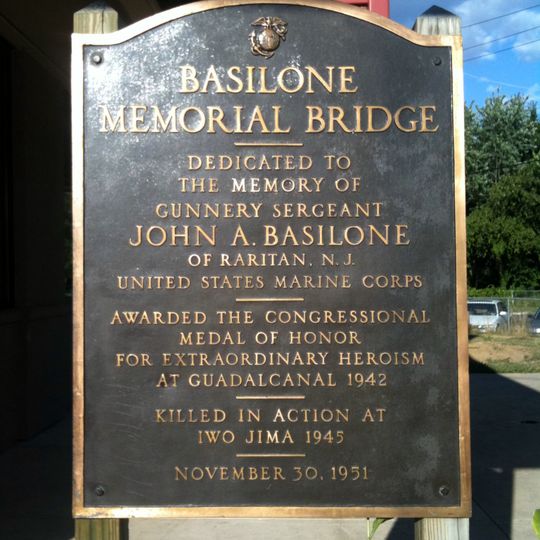 BASILONE
MEMORIAL BRIDGE
DEDICATED TO
THE MEMORY OF
GUNNERY SERGEANT
JOHN A. BASILONE
OF RARITAN, N.J.
UNITED STATES MARINE CORPS
AWARDED THE CONGRESSIONAL
MEDAL OF HONOR
FOR EXTRAORDINARY HEROISM
AT GUADALCANAL 1942
KILLED IN ACTION AT
IWO JIMA 1945
NOVEMBER 30, 1951